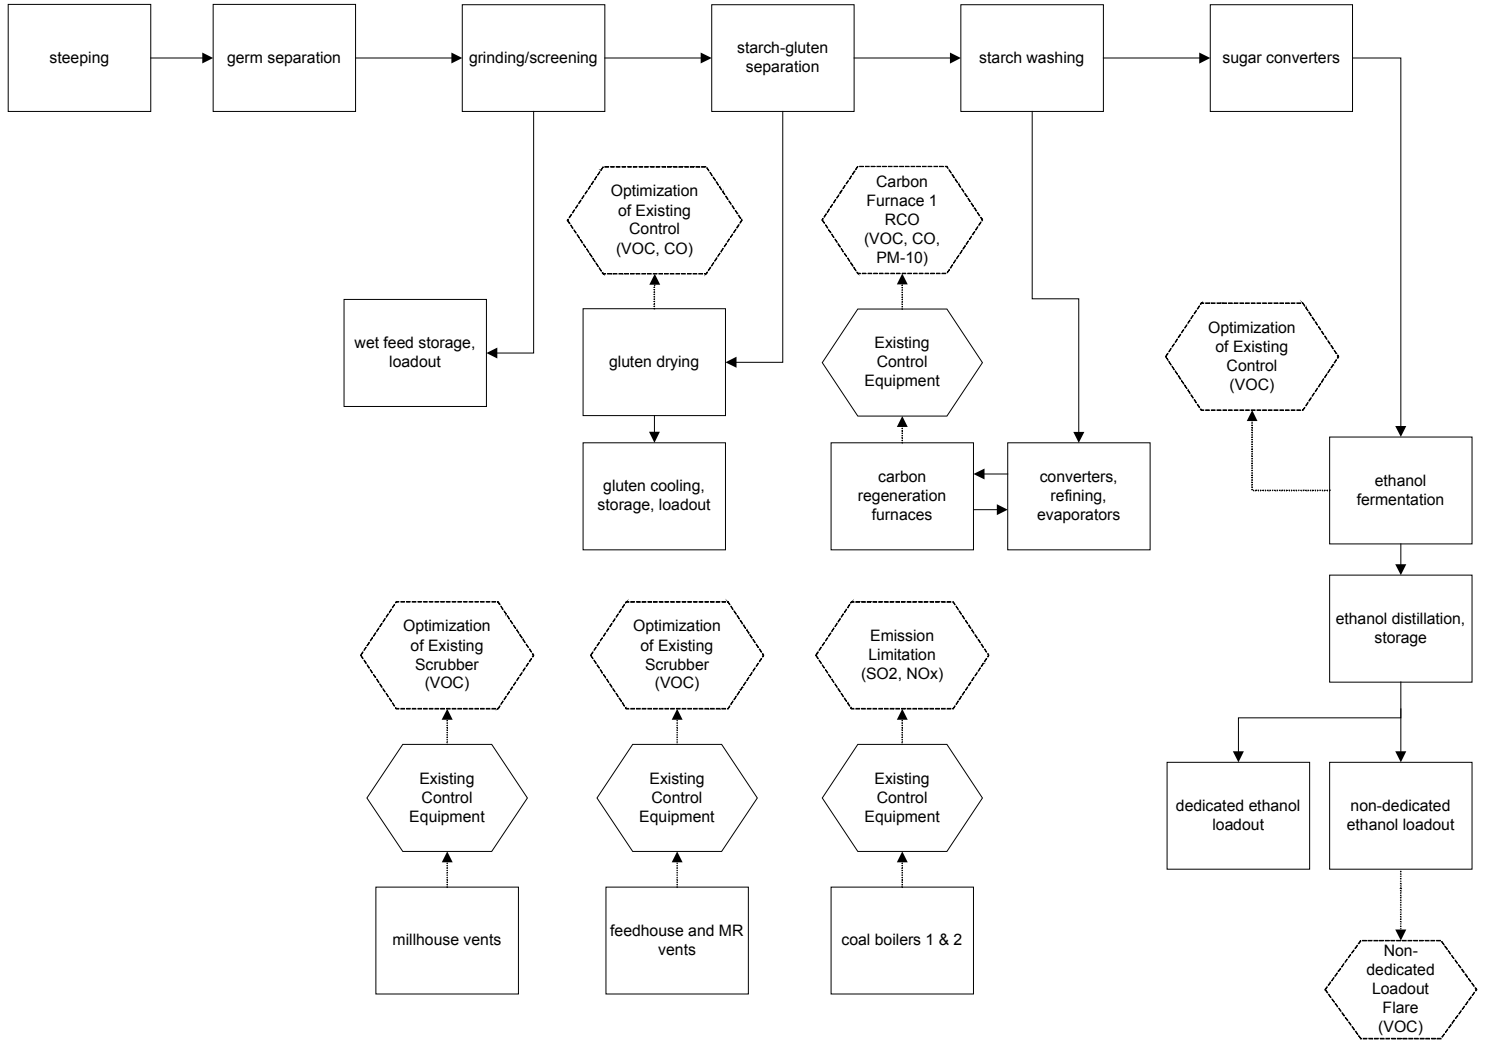 steeping
germ separation
grinding/screening
starch-gluten
separation
starch washing
sugar converters
Optimization
of Existing
Control
(VOC, CO)
Carbon
Furnace 1
RCO
(VOC, CO,
PM-10)
wet feed storage,
loadout
gluten drying
Existing
Control
Equipment
Optimization
of Existing
Control
(VOC)
gluten cooling,
storage, loadout
carbon
regeneration
furnaces
converters,
refining,
evaporators
ethanol
fermentation
Optimization
of Existing
Scrubber
(VOC)
Optimization
of Existing
Scrubber
(VOC)
Emission
Limitation
(SO2, NOx)
ethanol distillation,
storage
Existing
Control
Equipment
Existing
Control
Equipment
Existing
Control
Equipment
dedicated ethanol
loadout
non-dedicated
ethanol loadout
millhouse vents
feedhouse and MR
vents
coal boilers 1 & 2
Non-
dedicated
Loadout
Flare
(VOC)